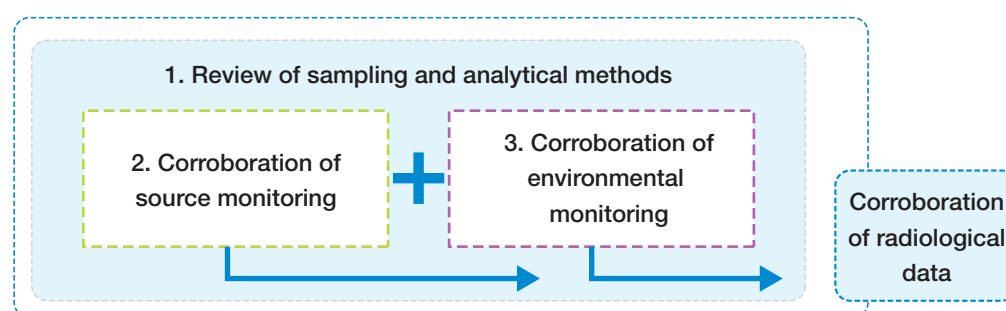 1. Review of sampling and analytical methods
2. Corroboration of
source monitoring
3. Corroboration of
environmental
monitoring
Corroboration
of radiological
data